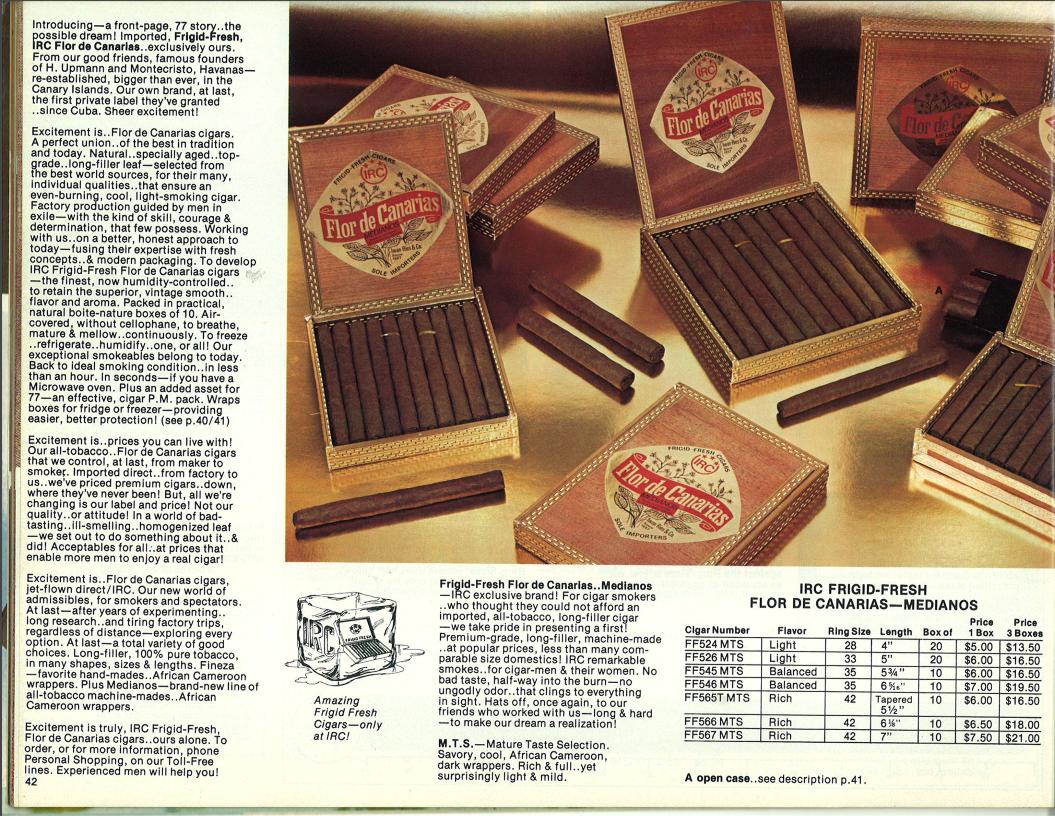 Introducing—a front-page, 77 story..the
possible dream! Imported, Frigid-Fresh,
IRC Flor de Canarias..exclusively ours.
From our good friends, famous founders
of H. Upmann and Montecristo, Havanas—
re-established, bigger than ever, in the
Canary Islands. Our own brand, at last,
the first private label they've granted
..since Cuba. Sheer excitement!
Excitement is..Flor de Canarias cigars.
A perfect union..of the best in tradition
and today. Natural..specially aged..top-
grade..long-filler leaf—selected from
the best world sources, for their many,
individual qualities..that ensure an
even-burning, cool, light-smoking cigar.
Factory production guided by men in
exile—with the kind of skill, courage &
determination, that few possess. Working
with us..on a better, honest approach to
today—fusing their expertise with fresh
concepts..& modern packaging. To develop
IRC Frigid-Fresh Flor de Canarias cigars
—the finest, now humidity-controlled..
to retain the superior, vintage smooth..
flavor and aroma. Packed in practical,
natural boite-nature boxes of 10. Air-
covered, without cellophane, to breathe,
mature & mellow..continuously. To freeze
..refrigerate..humidify..one, or all! Our
exceptional smokeables belong to today.
Back to ideal smoking condition..in less
than an hour. In seconds—if you have a
Microwave oven. Plus an added asset for
77—an effective, cigar P.M. pack. Wraps
boxes for fridge or freezer—providing
easier, better protection! (see p.40/41)
Excitement is..prices you can live with!
Our all-tobacco..Flor de Canarias cigars
that we control, at last, from maker to
smoker. Imported direct..from factory to
us..we've priced premium cigars..down,
where they've never been! But, all we're
changing is our label and price! Not our
quality..or attitude! In a world of bad-
tasting..ill-smelling..homogenized leaf
—we set out to do something about it..&
did! Acceptables for all..at prices that
enable more men to enjoy a real cigar!
Excitement is..Flor de Canarias cigars,
jet-flown direct/IRC. Our new world of
admissibles, for smokers and spectators.
At last—after years of experimenting..
long research..and tiring factory trips,
regardless of distance—exploring every
option. At last—a total variety of good
choices. Long-filler, 100% pure tobacco,
in many shapes, sizes & lengths. Fineza
—favorite hand-mades..African Cameroon
wrappers. Plus Medianos—brand-new line of
all-tobacco machine-mades..African
Cameroon wrappers.
Excitement is truly, IRC Frigid-Fresh,
Flor de Canarias cigars..ours alone. To
order, or for more information, phone
Personal Shopping, on our Toll-Free
lines. Experienced men will help you!
42
FRIGID-FRESH CIGARS
IRC
Flor de Canarias
MEDIANOS
SOLE IMPORTERS
FRIGID-FRESH CIGARS
IRC
Flor de Canarias
SOLE IMPORTERS
IRC
Flor de Canarias
FRIGID-FRESH CIGARS
IRC
Flor de Canarias
SOLE IMPORTERS
A
IRC
FRIGID FRESH
Amazing
Frigid Fresh
Cigars—only
at IRC!
Frigid-Fresh Flor de Canarias..Medianos
—IRC exclusive brand! For cigar smokers
..who thought they could not afford an
imported, all-tobacco, long-filler cigar
—we take pride in presenting a first!
Premium-grade, long-filler, machine-made
..at popular prices, less than many com-
parable size domestics! IRC remarkable
smokes..for cigar-men & their women. No
bad taste, half-way into the burn—no
ungodly odor..that clings to everything
in sight. Hats off, once again, to our
friends who worked with us—long & hard
—to make our dream a realization!
M.T.S.—Mature Taste Selection.
Savory, cool, African Cameroon,
dark wrappers. Rich & full..yet
surprisingly light & mild.
IRC FRIGID-FRESH
FLOR DE CANARIAS—MEDIANOS
Cigar Number Flavor Ring Size Length Box of Price 1 Box Price 3 Boxes
FF524 MTS Light 28 4" 20 $5.00 $13.50
FF526 MTS Light 33 5" 20 $6.00 $16.50
FF545 MTS Balanced 35 5¾" 10 $6.00 $16.50
FF546 MTS Balanced 35 6 5/16" 10 $7.00 $19.50
FF565T MTS Rich 42 Tapered 5½" 10 $6.00 $16.50
FF566 MTS Rich 42 6⅛" 10 $6.50 $18.00
FF567 MTS Rich 42 7" 10 $7.50 $21.00
A open case..see description p.41.